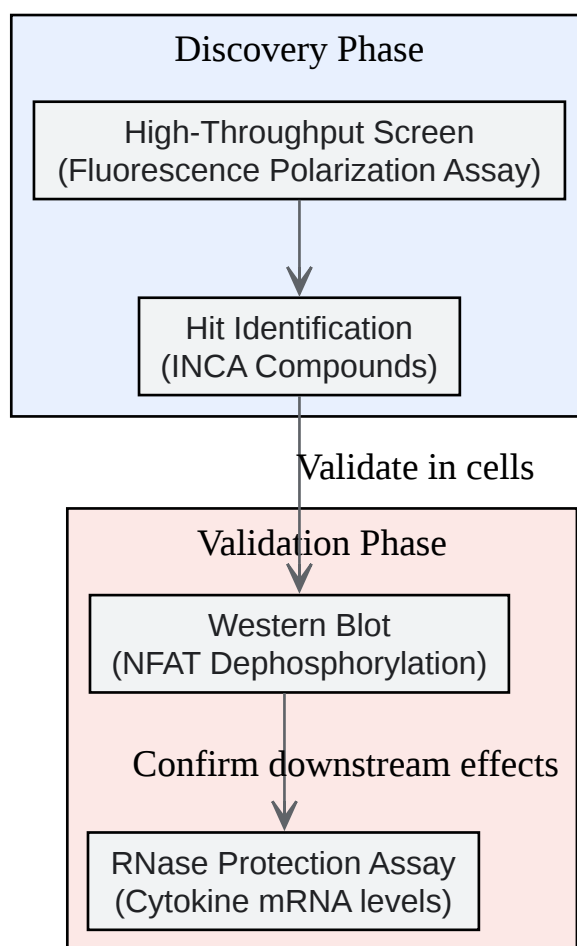 Discovery Phase
High-Throughput Screen
(Fluorescence Polarization Assay)
Hit Identification
(INCA Compounds)
Validate in cells
Validation Phase
Western Blot
(NFAT Dephosphorylation)
Confirm downstream effects
RNase Protection Assay
(Cytokine mRNA levels)